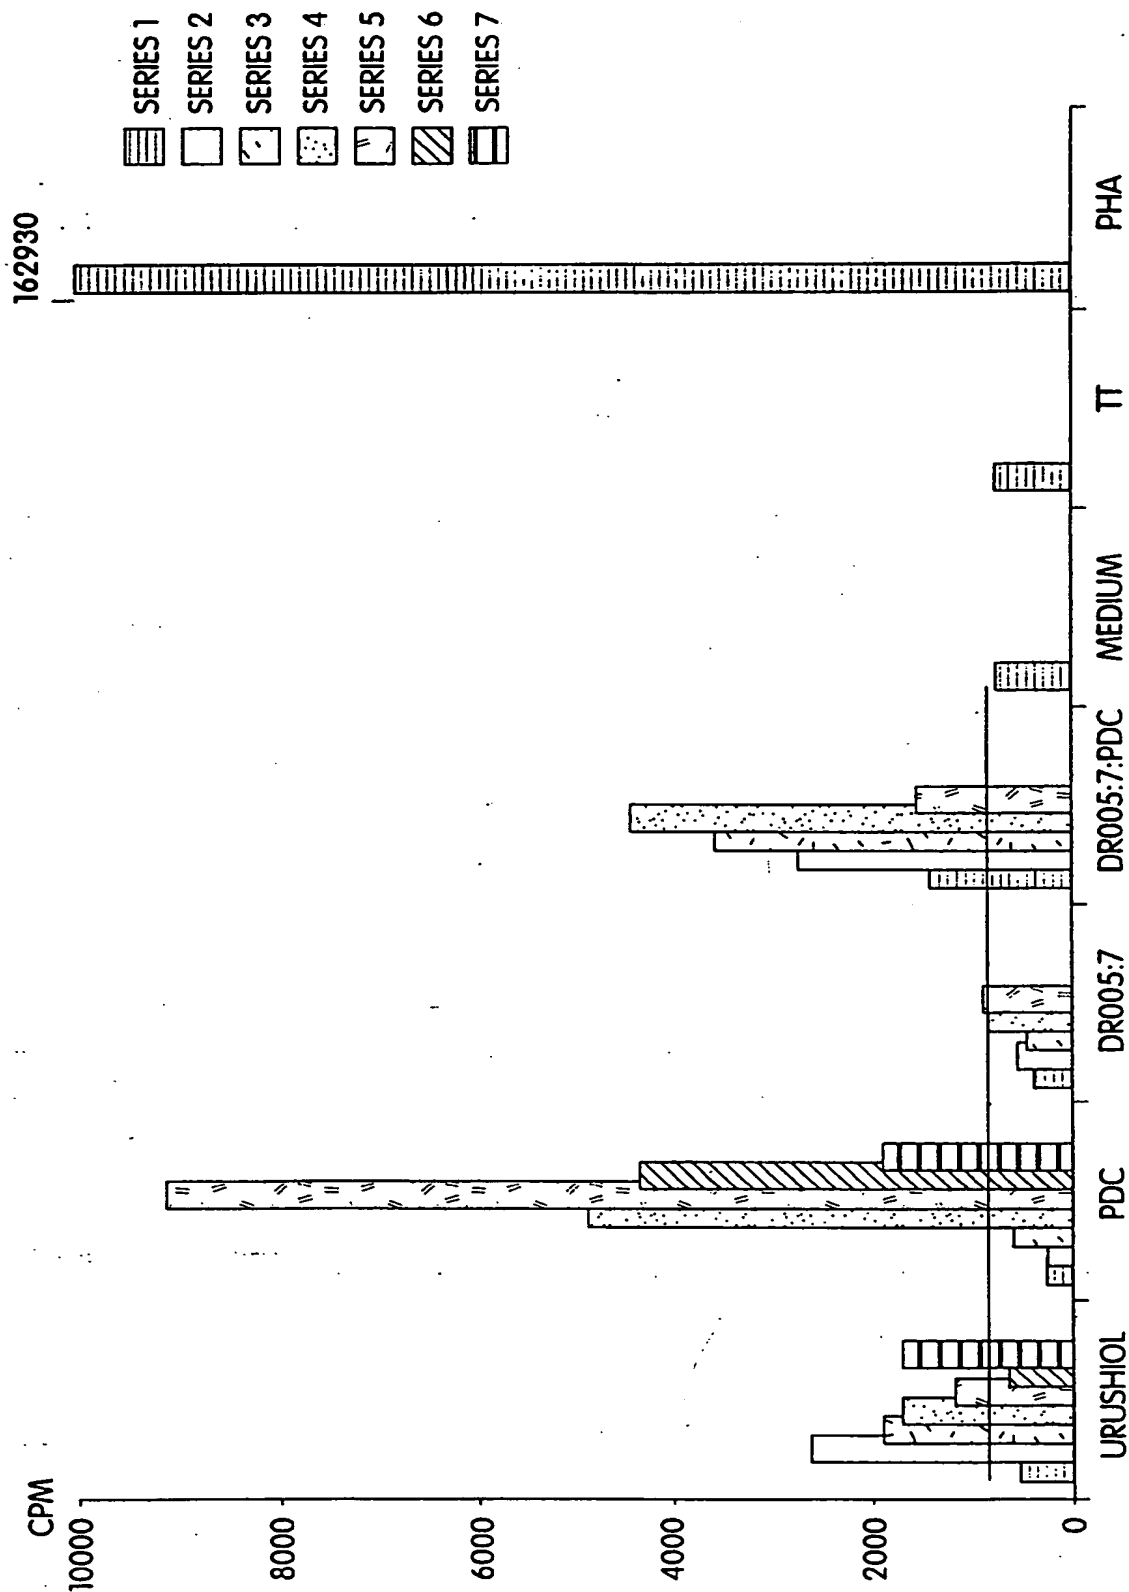 CPM
10000
8000
6000
4000
2000
0
162930
URUSHIOL
PDC
DR005:7
DR005:7:PDC
MEDIUM
TT
PHA
SERIES 1
SERIES 2
SERIES 3
SERIES 4
SERIES 5
SERIES 6
SERIES 7